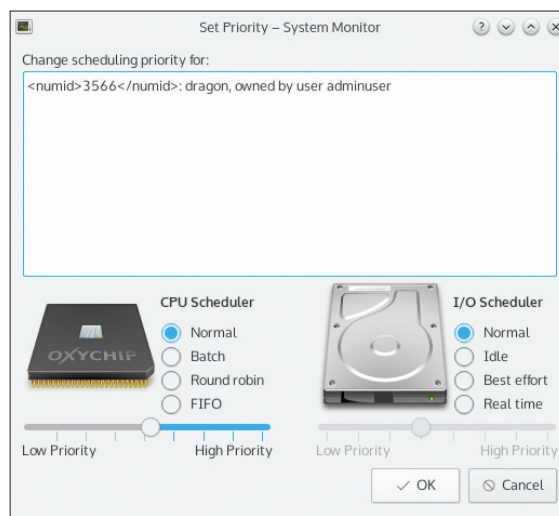 Set Priority – System Monitor
Change scheduling priority for:
<numid>3566</numid>: dragon, owned by user adminuser
CPU Scheduler
Normal
Batch
Round robin
FIFO
OXYCHIP
Low Priority
High Priority
I/O Scheduler
Normal
Idle
Best effort
Real time
Low Priority
High Priority
OK
Cancel